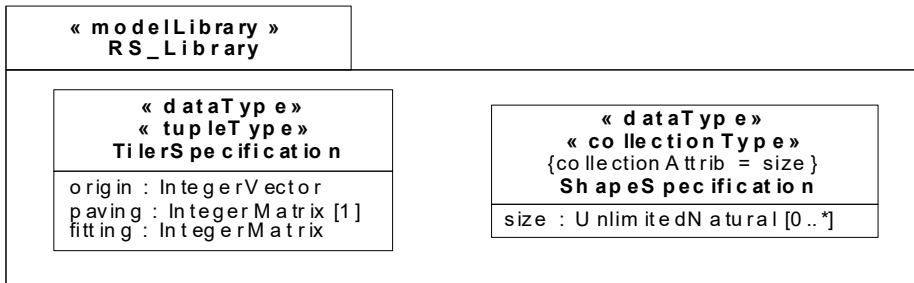 « modelLibrary »
RS_Library
« dataType»
« tupleType»
TilerSpecification
origin : IntegerVector
paving : IntegerMatrix [1]
fitting : IntegerMatrix
« dataType»
« collectionType»
{collectionAttrib = size}
ShapeSpecification
size : UnlimitedNatural [0..*]